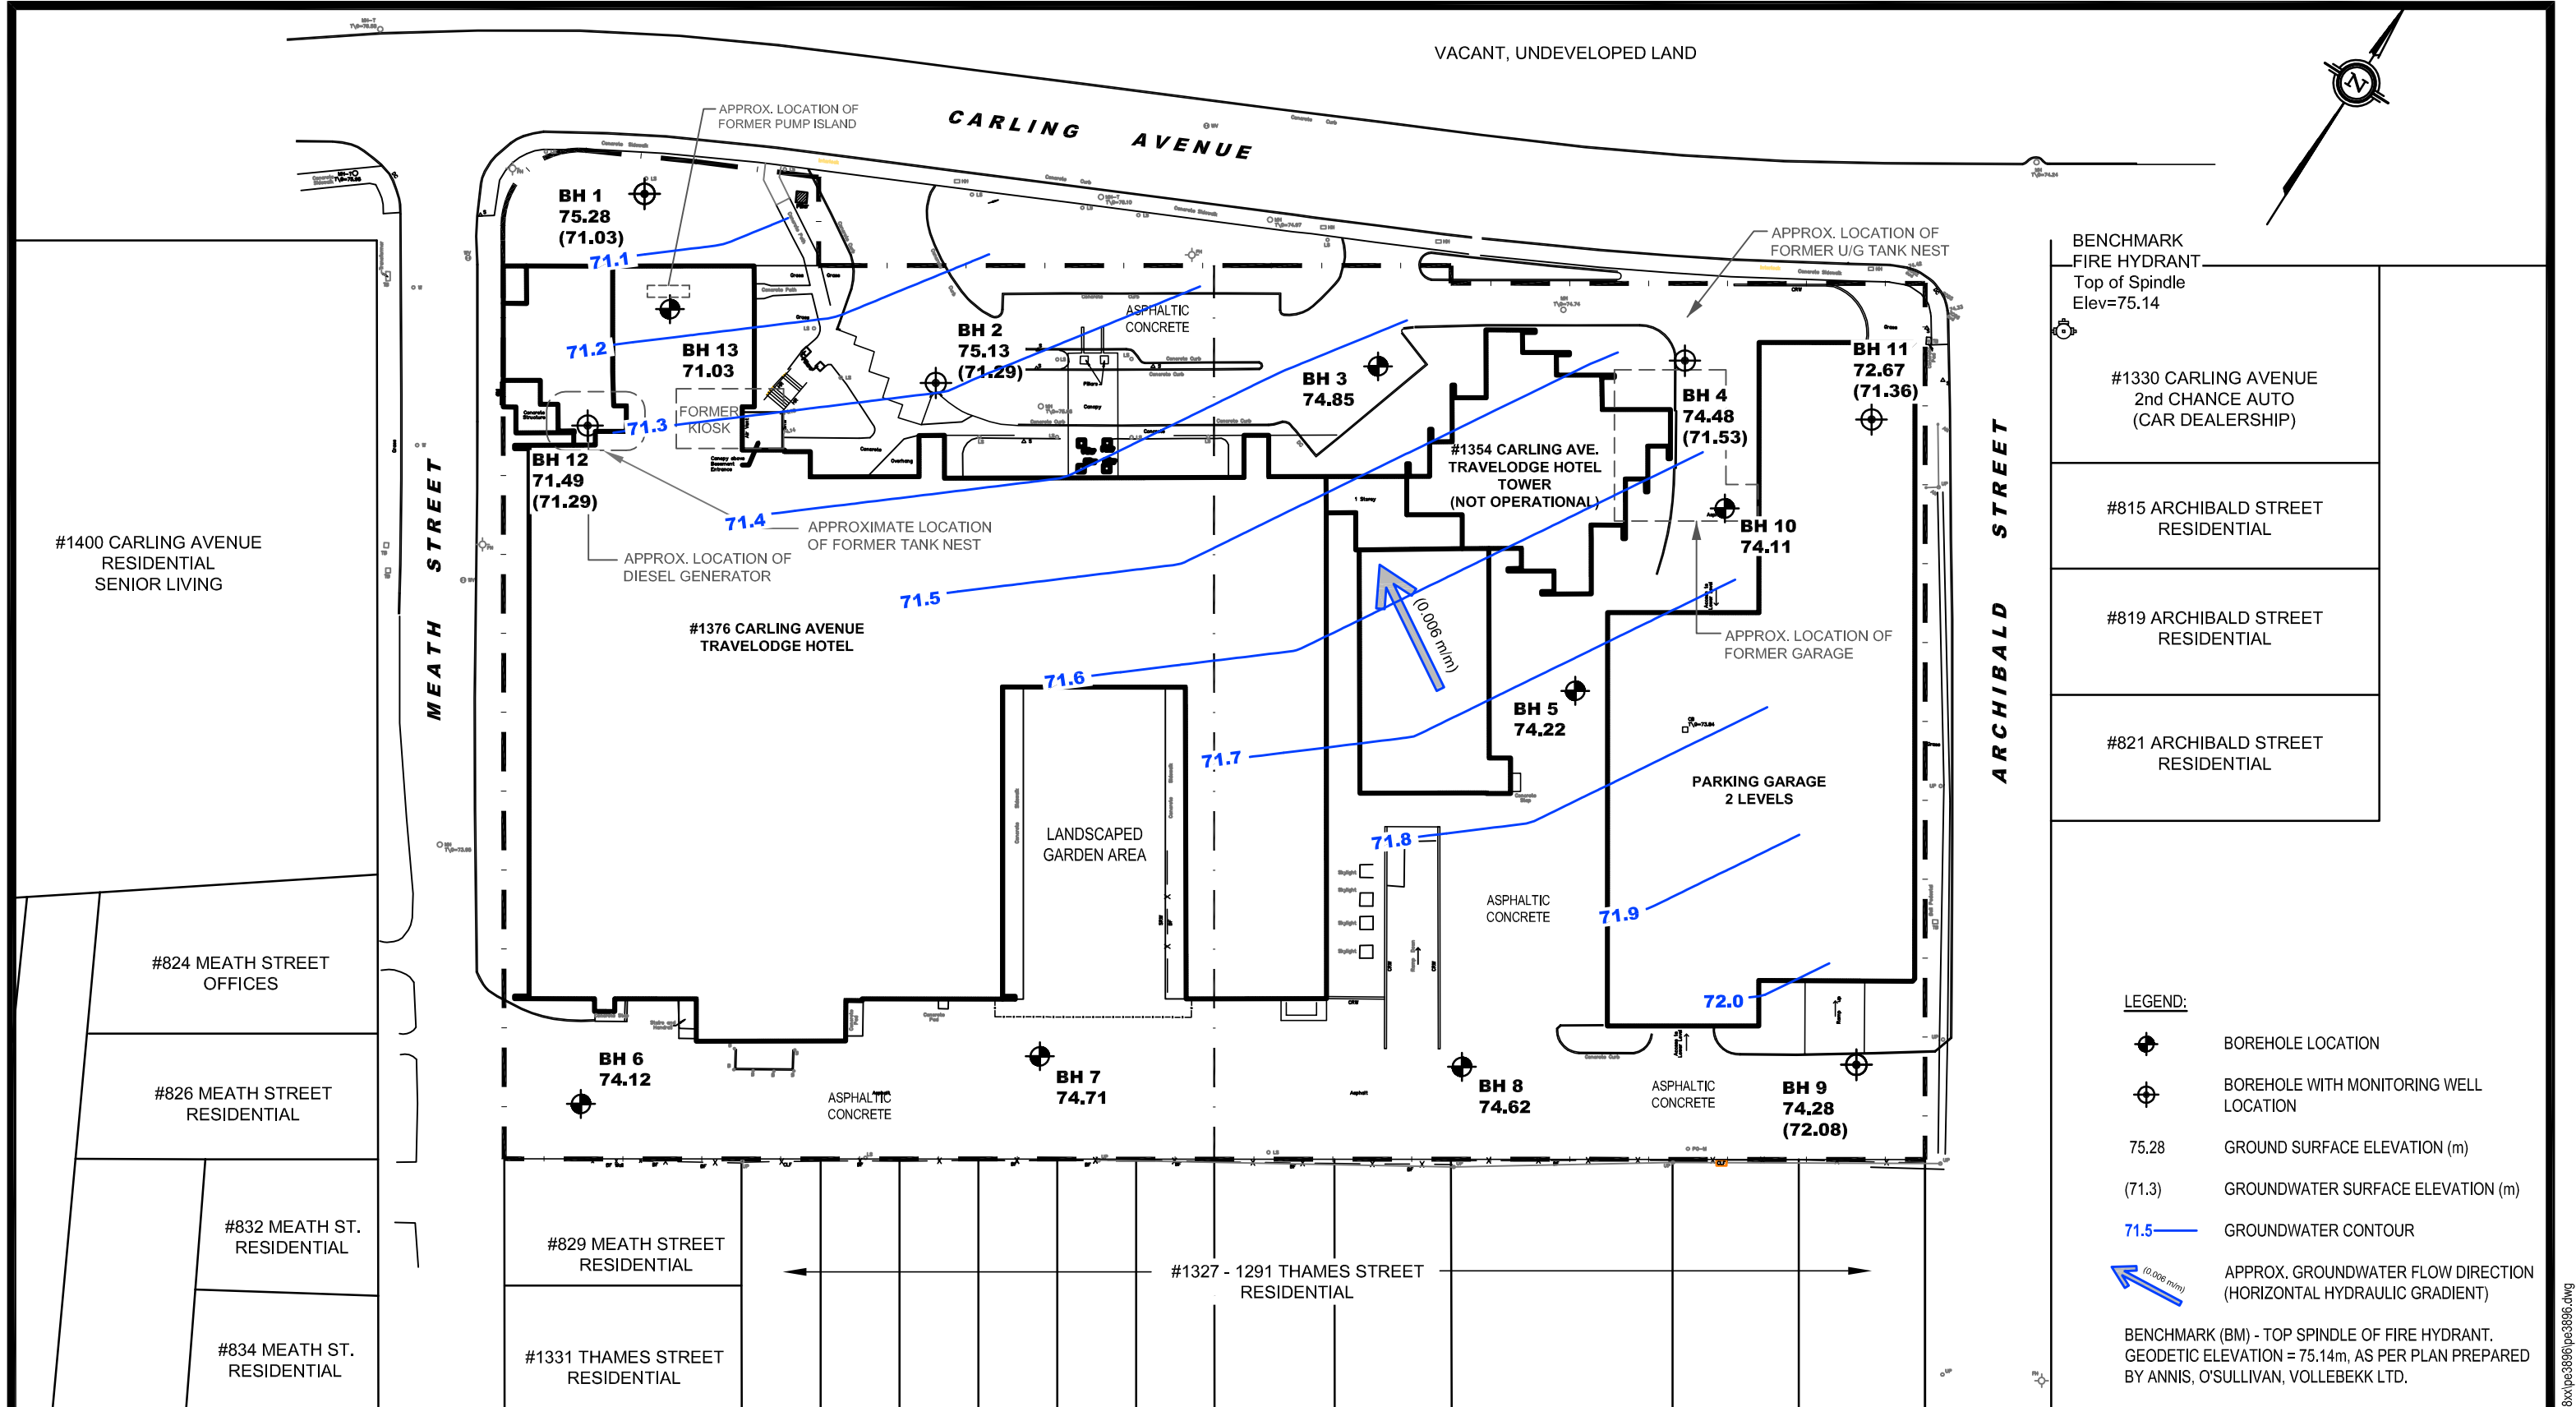 VACANT, UNDEVELOPED LAND
N
CARLING AVENUE
APPROX. LOCATION OF
FORMER PUMP ISLAND
BH 1
75.28
(71.03)
71.1
71.2
BH 13
71.03
71.3
FORMER
KIOSK
BH 12
71.49
(71.29)
71.4
APPROXIMATE LOCATION
OF FORMER TANK NEST
APPROX. LOCATION OF
DIESEL GENERATOR
BH 2
75.13
(71.29)
ASPHALTIC
CONCRETE
BH 3
74.85
APPROX. LOCATION OF
FORMER U/G TANK NEST
BH 4
74.48
(71.53)
BH 11
72.67
(71.36)
#1354 CARLING AVE.
TRAVELODGE HOTEL
TOWER
(NOT OPERATIONAL)
BH 10
74.11
APPROX. LOCATION OF
FORMER GARAGE
BENCHMARK
FIRE HYDRANT
Top of Spindle
Elev=75.14
#1330 CARLING AVENUE
2nd CHANCE AUTO
(CAR DEALERSHIP)
#815 ARCHIBALD STREET
RESIDENTIAL
#819 ARCHIBALD STREET
RESIDENTIAL
#821 ARCHIBALD STREET
RESIDENTIAL
ARCHIBALD STREET
MEATH STREET
#1400 CARLING AVENUE
RESIDENTIAL
SENIOR LIVING
#1376 CARLING AVENUE
TRAVELODGE HOTEL
71.5
71.6
(0.006 m/m)
BH 5
74.22
71.7
71.8
71.9
72.0
PARKING GARAGE
2 LEVELS
LANDSCAPED
GARDEN AREA
ASPHALTIC
CONCRETE
#824 MEATH STREET
OFFICES
#826 MEATH STREET
RESIDENTIAL
#832 MEATH ST.
RESIDENTIAL
#834 MEATH ST.
RESIDENTIAL
BH 6
74.12
ASPHALTIC
CONCRETE
BH 7
74.71
BH 8
74.62
ASPHALTIC
CONCRETE
BH 9
74.28
(72.08)
#829 MEATH STREET
RESIDENTIAL
#1331 THAMES STREET
RESIDENTIAL
#1327 - 1291 THAMES STREET
RESIDENTIAL
LEGEND:
BOREHOLE LOCATION
BOREHOLE WITH MONITORING WELL
LOCATION
75.28 GROUND SURFACE ELEVATION (m)
(71.3) GROUNDWATER SURFACE ELEVATION (m)
71.5 GROUNDWATER CONTOUR
(0.006 m/m) APPROX. GROUNDWATER FLOW DIRECTION
(HORIZONTAL HYDRAULIC GRADIENT)
BENCHMARK (BM) - TOP SPINDLE OF FIRE HYDRANT.
GEODETIC ELEVATION = 75.14m, AS PER PLAN PREPARED
BY ANNIS, O'SULLIVAN, VOLLEBEKK LTD.